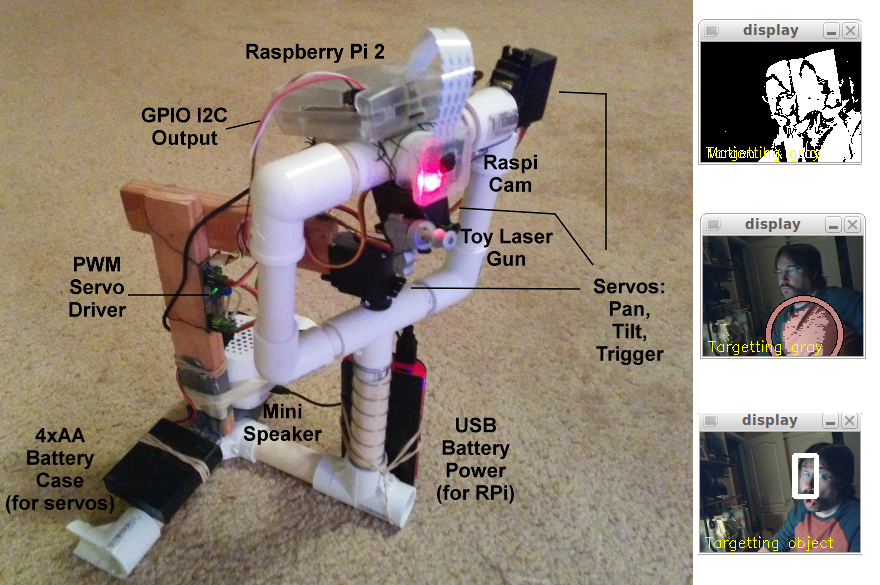 Raspberry Pi 2
GPIO I2C
Output
Raspi
Cam
Toy Laser
Gun
PWM
Servo
Driver
Servos:
Pan,
Tilt,
Trigger
Mini
Speaker
4xAA
Battery
Case
(for servos)
USB
Battery
Power
(for RPi)
display
Targetting gray
display
Targetting gray
display
Targetting object